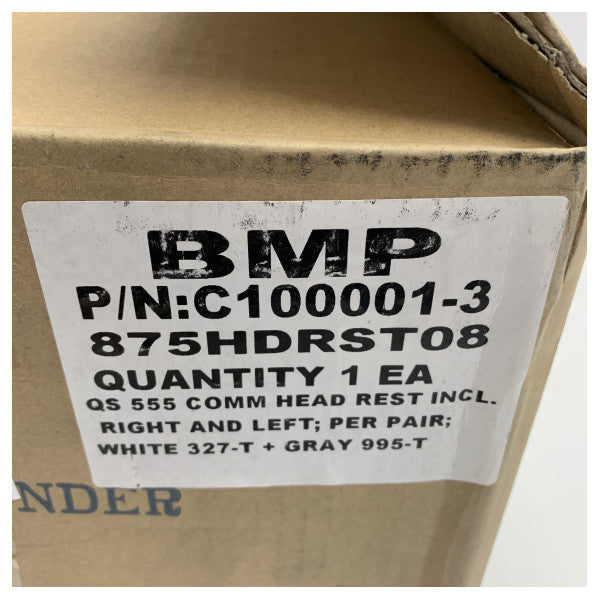 BMP
P/N:C100001-3
875HDRST08
QUANTITY 1 EA
QS 555 COMM HEAD REST INCL.
RIGHT AND LEFT; PER PAIR;
WHITE 327-T + GRAY 995-T
NDER